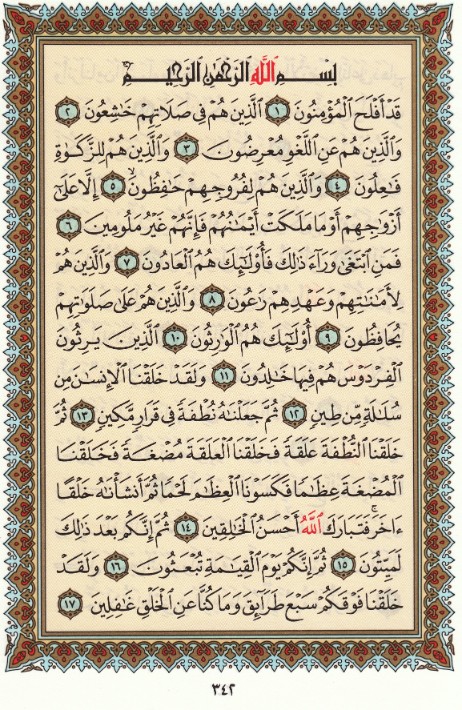 بِسْمِ ٱللَّهِ ٱلرَّحْمَٰنِ ٱلرَّحِيمِ
قَدْ أَفْلَحَ ٱلْمُؤْمِنُونَ ١ ٱلَّذِينَ هُمْ فِى صَلَاتِهِمْ خَٰشِعُونَ ٢
وَٱلَّذِينَ هُمْ عَنِ ٱللَّغْوِ مُعْرِضُونَ ٣ وَٱلَّذِينَ هُمْ لِلزَّكَوٰةِ
فَٰعِلُونَ ٤ وَٱلَّذِينَ هُمْ لِفُرُوجِهِمْ حَٰفِظُونَ ٥ إِلَّا عَلَىٰٓ
أَزْوَٰجِهِمْ أَوْ مَا مَلَكَتْ أَيْمَٰنُهُمْ فَإِنَّهُمْ غَيْرُ مَلُومِينَ ٦
فَمَنِ ٱبْتَغَىٰ وَرَآءَ ذَٰلِكَ فَأُو۟لَٰٓئِكَ هُمُ ٱلْعَادُونَ ٧ وَٱلَّذِينَ هُمْ
لِأَمَٰنَٰتِهِمْ وَعَهْدِهِمْ رَٰعُونَ ٨ وَٱلَّذِينَ هُمْ عَلَىٰ صَلَوَٰتِهِمْ
يُحَافِظُونَ ٩ أُو۟لَٰٓئِكَ هُمُ ٱلْوَٰرِثُونَ ١٠ ٱلَّذِينَ يَرِثُونَ
ٱلْفِرْدَوْسَ هُمْ فِيهَا خَٰلِدُونَ ١١ وَلَقَدْ خَلَقْنَا ٱلْإِنسَٰنَ مِن
سُلَٰلَةٍ مِّن طِينٍ ١٢ ثُمَّ جَعَلْنَٰهُ نُطْفَةً فِى قَرَارٍ مَّكِينٍ ١٣ ثُمَّ
خَلَقْنَا ٱلنُّطْفَةَ عَلَقَةً فَخَلَقْنَا ٱلْعَلَقَةَ مُضْغَةً فَخَلَقْنَا
ٱلْمُضْغَةَ عِظَٰمًا فَكَسَوْنَا ٱلْعِظَٰمَ لَحْمًا ثُمَّ أَنشَأْنَٰهُ خَلْقًا
ءَاخَرَ ۚ فَتَبَارَكَ ٱللَّهُ أَحْسَنُ ٱلْخَٰلِقِينَ ١٤ ثُمَّ إِنَّكُم بَعْدَ ذَٰلِكَ
لَمَيِّتُونَ ١٥ ثُمَّ إِنَّكُمْ يَوْمَ ٱلْقِيَٰمَةِ تُبْعَثُونَ ١٦ وَلَقَدْ
خَلَقْنَا فَوْقَكُمْ سَبْعَ طَرَآئِقَ وَمَا كُنَّا عَنِ ٱلْخَلْقِ غَٰفِلِينَ ١٧
٣٤٢